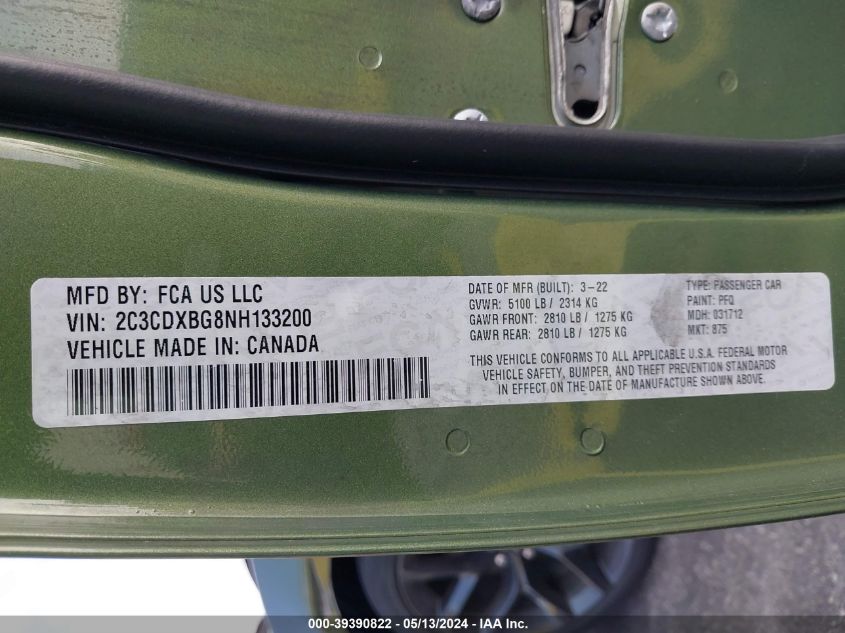 MFD BY: FCA US LLC
VIN: 2C3CDXBG8NH133200
VEHICLE MADE IN: CANADA
DATE OF MFR (BUILT): 3-22
GVWR: 5100 LB / 2314 KG
GAWR FRONT: 2810 LB / 1275 KG
GAWR REAR: 2810 LB / 1275 KG
TYPE: PASSENGER CAR
PAINT: PFQ
MDH: 031712
MKT: 875
THIS VEHICLE CONFORMS TO ALL APPLICABLE U.S.A. FEDERAL MOTOR
VEHICLE SAFETY, BUMPER, AND THEFT PREVENTION STANDARDS
IN EFFECT ON THE DATE OF MANUFACTURE SHOWN ABOVE.
000-39390822 - 05/13/2024 - IAA Inc.